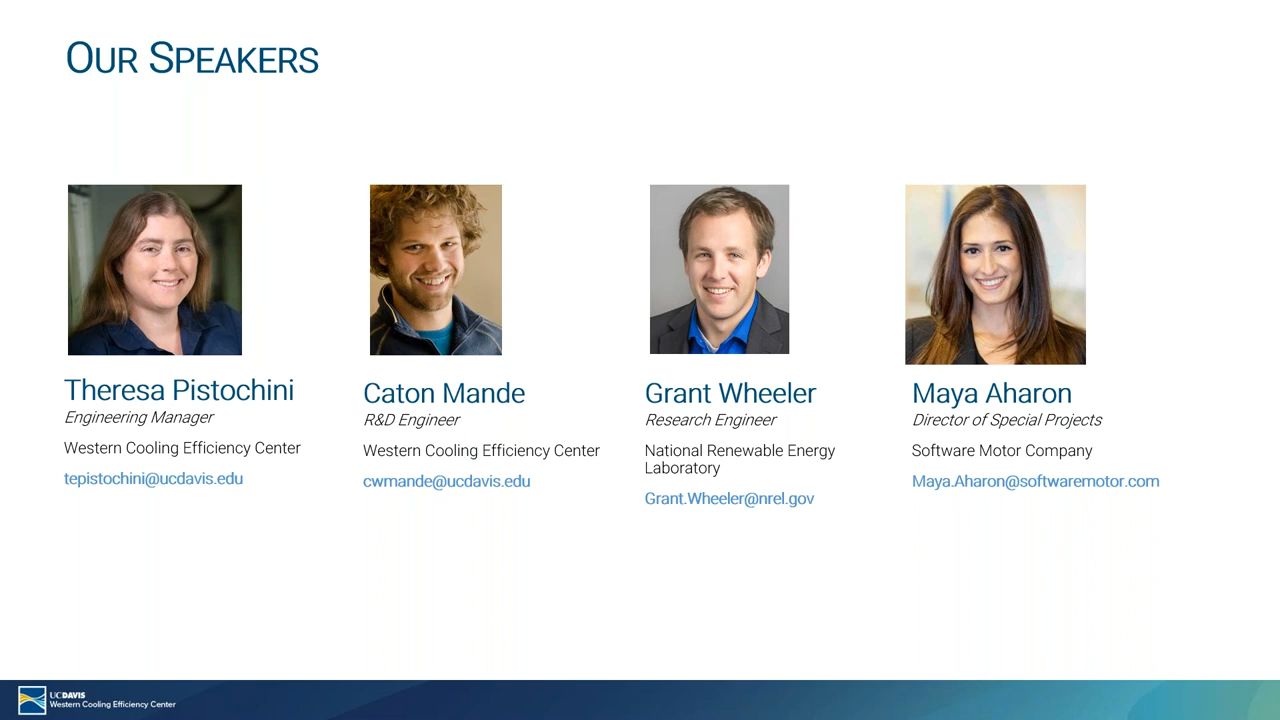 OUR SPEAKERS
Theresa Pistochini
Engineering Manager
Western Cooling Efficiency Center
tepistochini@ucdavis.edu
Caton Mande
R&D Engineer
Western Cooling Efficiency Center
cwmande@ucdavis.edu
Grant Wheeler
Research Engineer
National Renewable Energy
Laboratory
Grant.Wheeler@nrel.gov
Maya Aharon
Director of Special Projects
Software Motor Company
Maya.Aharon@softwaremotor.com
UCDAVIS
Western Cooling Efficiency Center